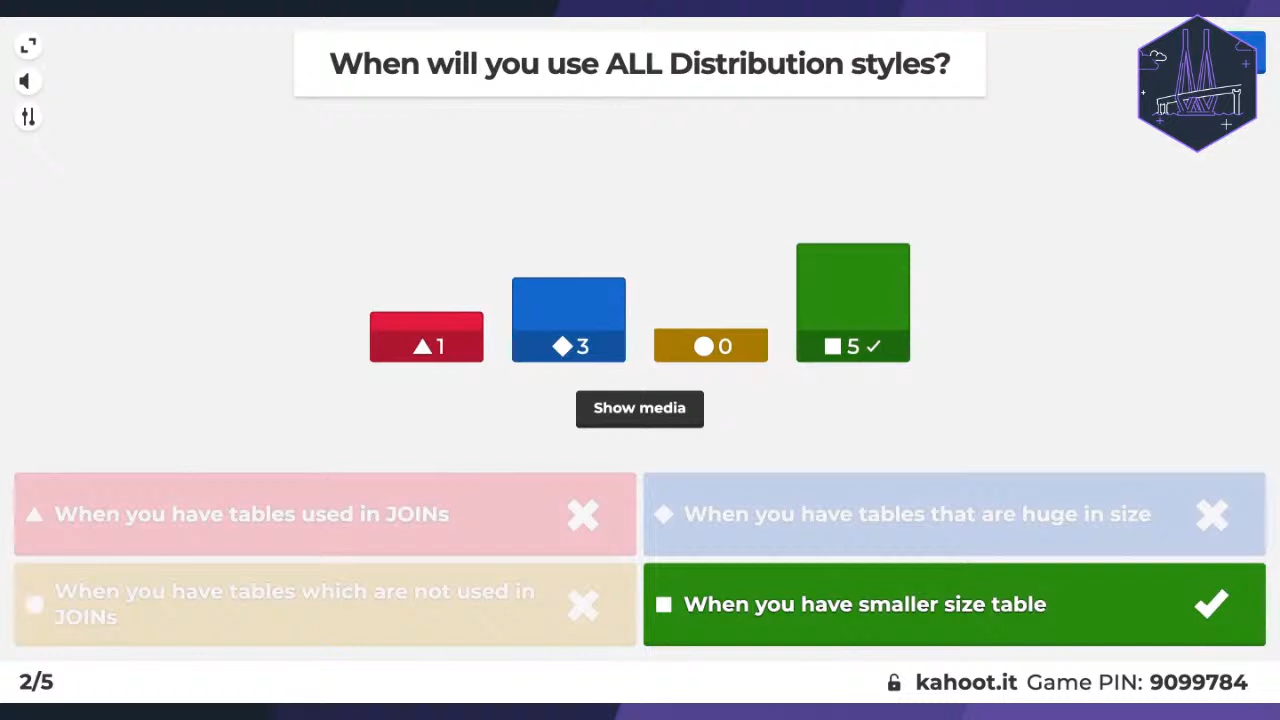 When will you use ALL Distribution styles?
1
3
0
5
Show media
When you have tables used in JOINs
When you have tables that are huge in size
When you have tables which are not used in
JOINs
When you have smaller size table
2/5
kahoot.it Game PIN: 9099784